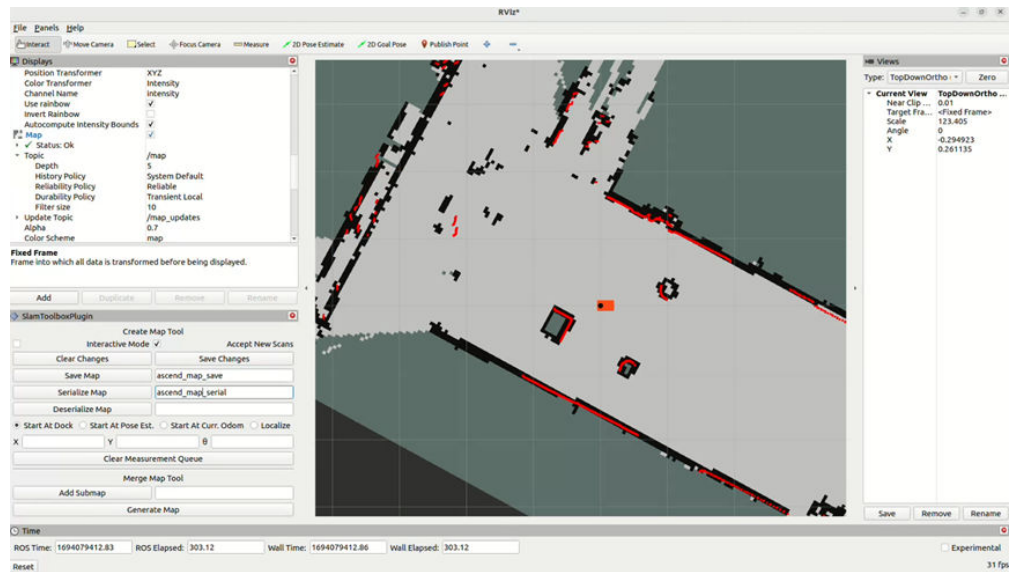 RViz*
File Panels Help
Interact Move Camera Select Focus Camera Measure 2D Pose Estimate 2D Goal Pose Publish Point
Displays
Position Transformer XYZ
Color Transformer Intensity
Channel Name Intensity
Use rainbow
Invert Rainbow
Autocompute Intensity Bounds
Map
Status: Ok
Topic /map
Depth 5
History Policy System Default
Reliability Policy Reliable
Durability Policy Transient Local
Filter size 10
Update Topic /map_updates
Alpha 0.7
Color Scheme map
Fixed Frame
Frame into which all data is transformed before being displayed.
Add Duplicate Remove Rename
SlamToolboxPlugin
Create Map Tool
Interactive Mode Accept New Scans
Clear Changes Save Changes
Save Map ascend_map_save
Serialize Map ascend_map_serial
Deserialize Map
Start At Dock Start At Pose Est. Start At Curr. Odom Localize
X Y θ
Clear Measurement Queue
Merge Map Tool
Add Submap
Generate Map
Views
Type: TopDownOrtho Zero
Current View TopDownOrtho ...
Near Clip ... 0.01
Target Fra... <Fixed Frame>
Scale 123.405
Angle 0
X -0.294923
Y 0.261135
Save Remove Rename
Time
ROS Time: 1694079412.83 ROS Elapsed: 303.12 Wall Time: 1694079412.86 Wall Elapsed: 303.12 Experimental
Reset 31 fps